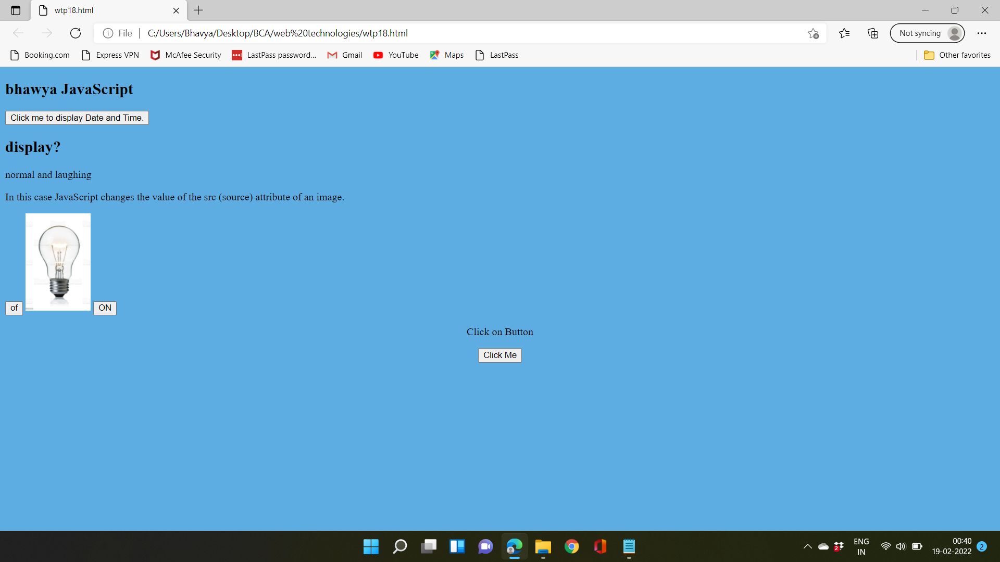 wtp18.html
File C:/Users/Bhavya/Desktop/BCA/web%20technologies/wtp18.html Not syncing
Booking.com Express VPN McAfee Security LastPass password... Gmail YouTube Maps LastPass Other favorites
bhawya JavaScript
Click me to display Date and Time.
display?
normal and laughing
In this case JavaScript changes the value of the src (source) attribute of an image.
of ON
Click on Button
Click Me
2 ENG 00:40 2
IN 19-02-2022